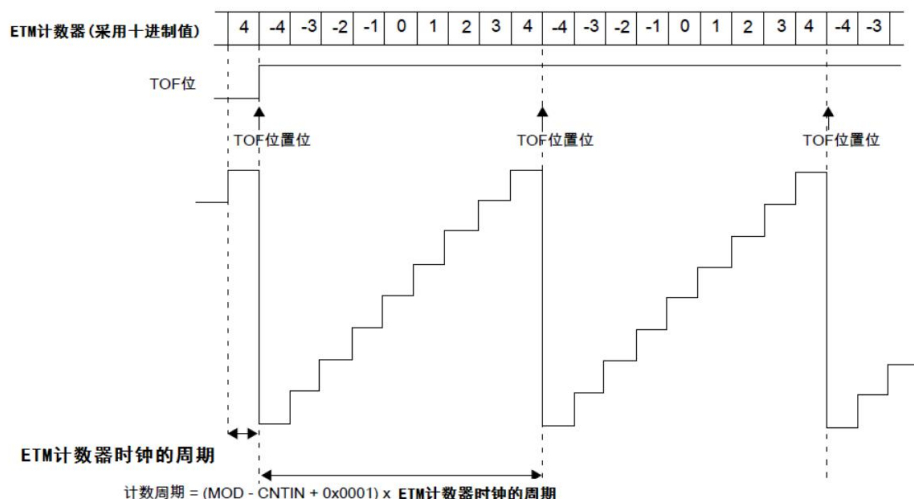 ETM计数器(采用十进制值) 4 -4 -3 -2 -1 0 1 2 3 4 -4 -3 -2 -1 0 1 2 3 4 -4 -3
TOF位
TOF位置位 TOF位置位 TOF位置位
ETM计数器时钟的周期
计数周期 = (MOD - CNTIN + 0x0001) x ETM计数器时钟的周期